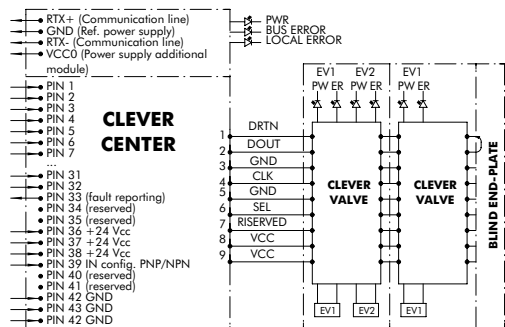 RTX+ (Communication line)
GND (Ref. power supply)
RTX- (Communication line)
VCC0 (Power supply additional
module)
PWR
BUS ERROR
LOCAL ERROR
PIN 1
PIN 2
PIN 3
PIN 4
PIN 5
PIN 6
PIN 7
...
PIN 31
PIN 32
PIN 33 (fault reporting)
PIN 34 (reserved)
PIN 35 (reserved)
PIN 36 +24 Vcc
PIN 37 +24 Vcc
PIN 38 +24 Vcc
PIN 39 IN config. PNP/NPN
PIN 40 (reserved)
PIN 41 (reserved)
PIN 42 GND
PIN 43 GND
PIN 42 GND
CLEVER
CENTER
1 DRTN
2 DOUT
3 GND
4 CLK
5 GND
6 SEL
7 RISERVED
8 VCC
9 VCC
EV1 EV2 EV1
PW ER PW ER PW ER
CLEVER
VALVE
CLEVER
VALVE
BLIND END-PLATE
EV1 EV2 EV1